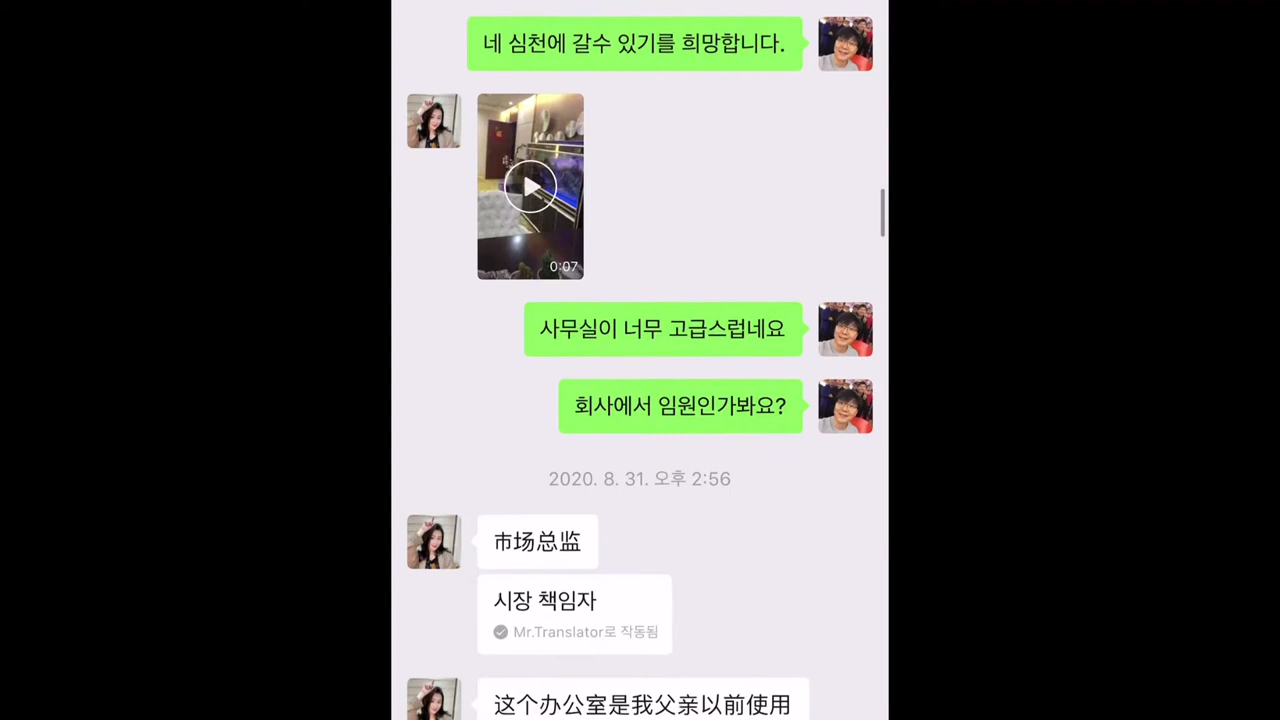 네 심천에 갈수 있기를 희망합니다.
0:07
사무실이 너무 고급스럽네요
회사에서 임원인가봐요?
2020. 8. 31. 오후 2:56
市场总监
시장 책임자
Mr.Translator로 작동됨
这个办公室是我父亲以前使用